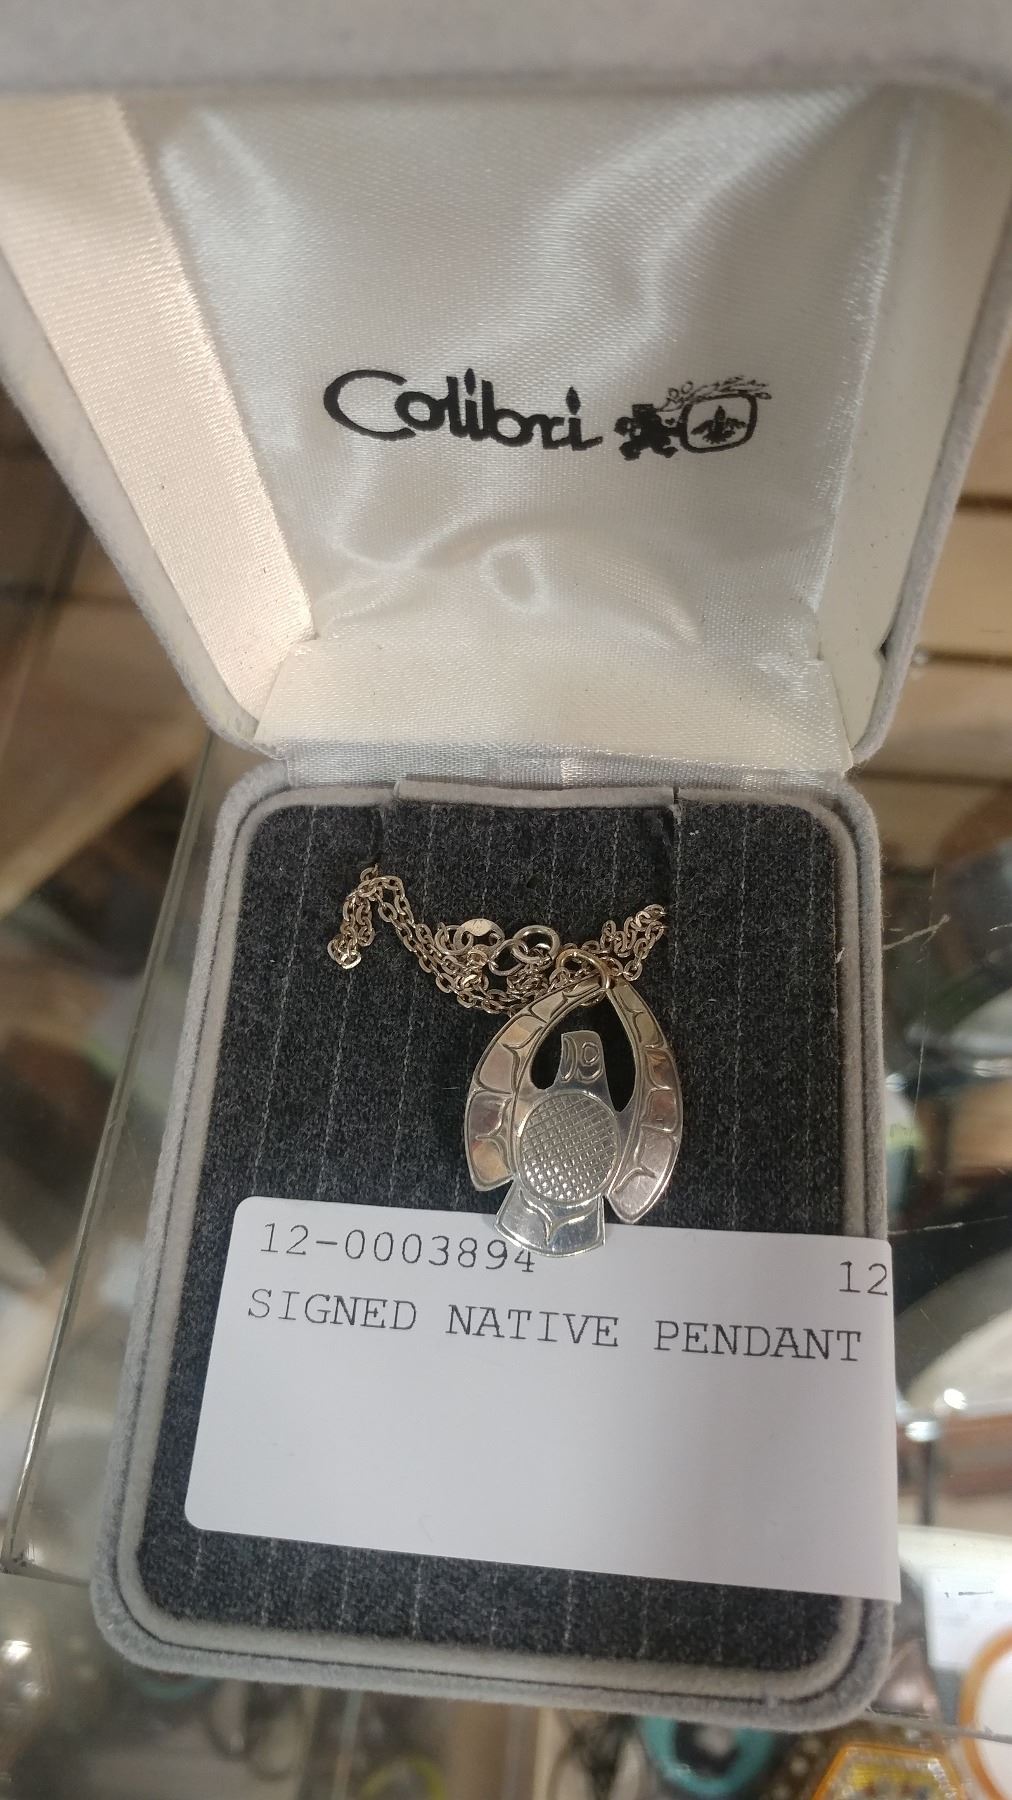 Colibri
12-0003894 12
SIGNED NATIVE PENDANT